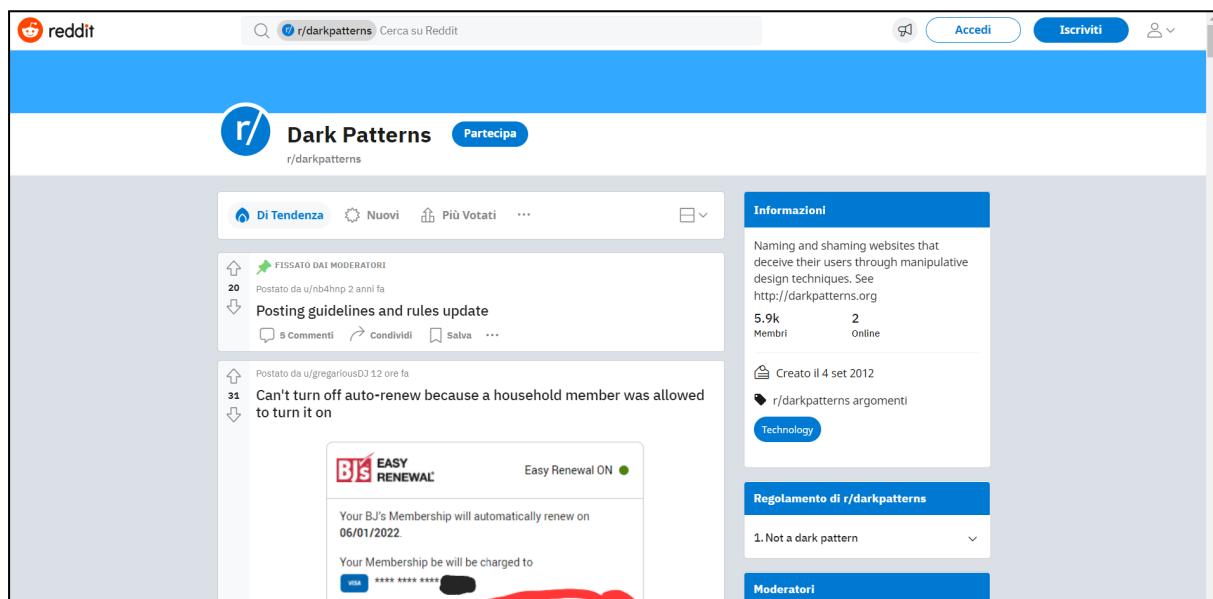 reddit
r/darkpatterns Cerca su Reddit
Accedi
Iscriviti
r/
Dark Patterns
Partecipa
r/darkpatterns
Di Tendenza
Nuovi
Più Votati
FISSATO DAI MODERATORI
20
Postato da u/nb4hnp 2 anni fa
Posting guidelines and rules update
5 Commenti
Condividi
Salva
Postato da u/gregariousDJ 12 ore fa
31
Can't turn off auto-renew because a household member was allowed
to turn it on
BJ's EASY
RENEWAL
Easy Renewal ON
Your BJ's Membership will automatically renew on
06/01/2022.
Your Membership be will be charged to
VISA **** **** ****
Informazioni
Naming and shaming websites that
deceive their users through manipulative
design techniques. See
http://darkpatterns.org
5.9k
2
Membri
Online
Creato il 4 set 2012
r/darkpatterns argomenti
Technology
Regolamento di r/darkpatterns
1. Not a dark pattern
Moderatori